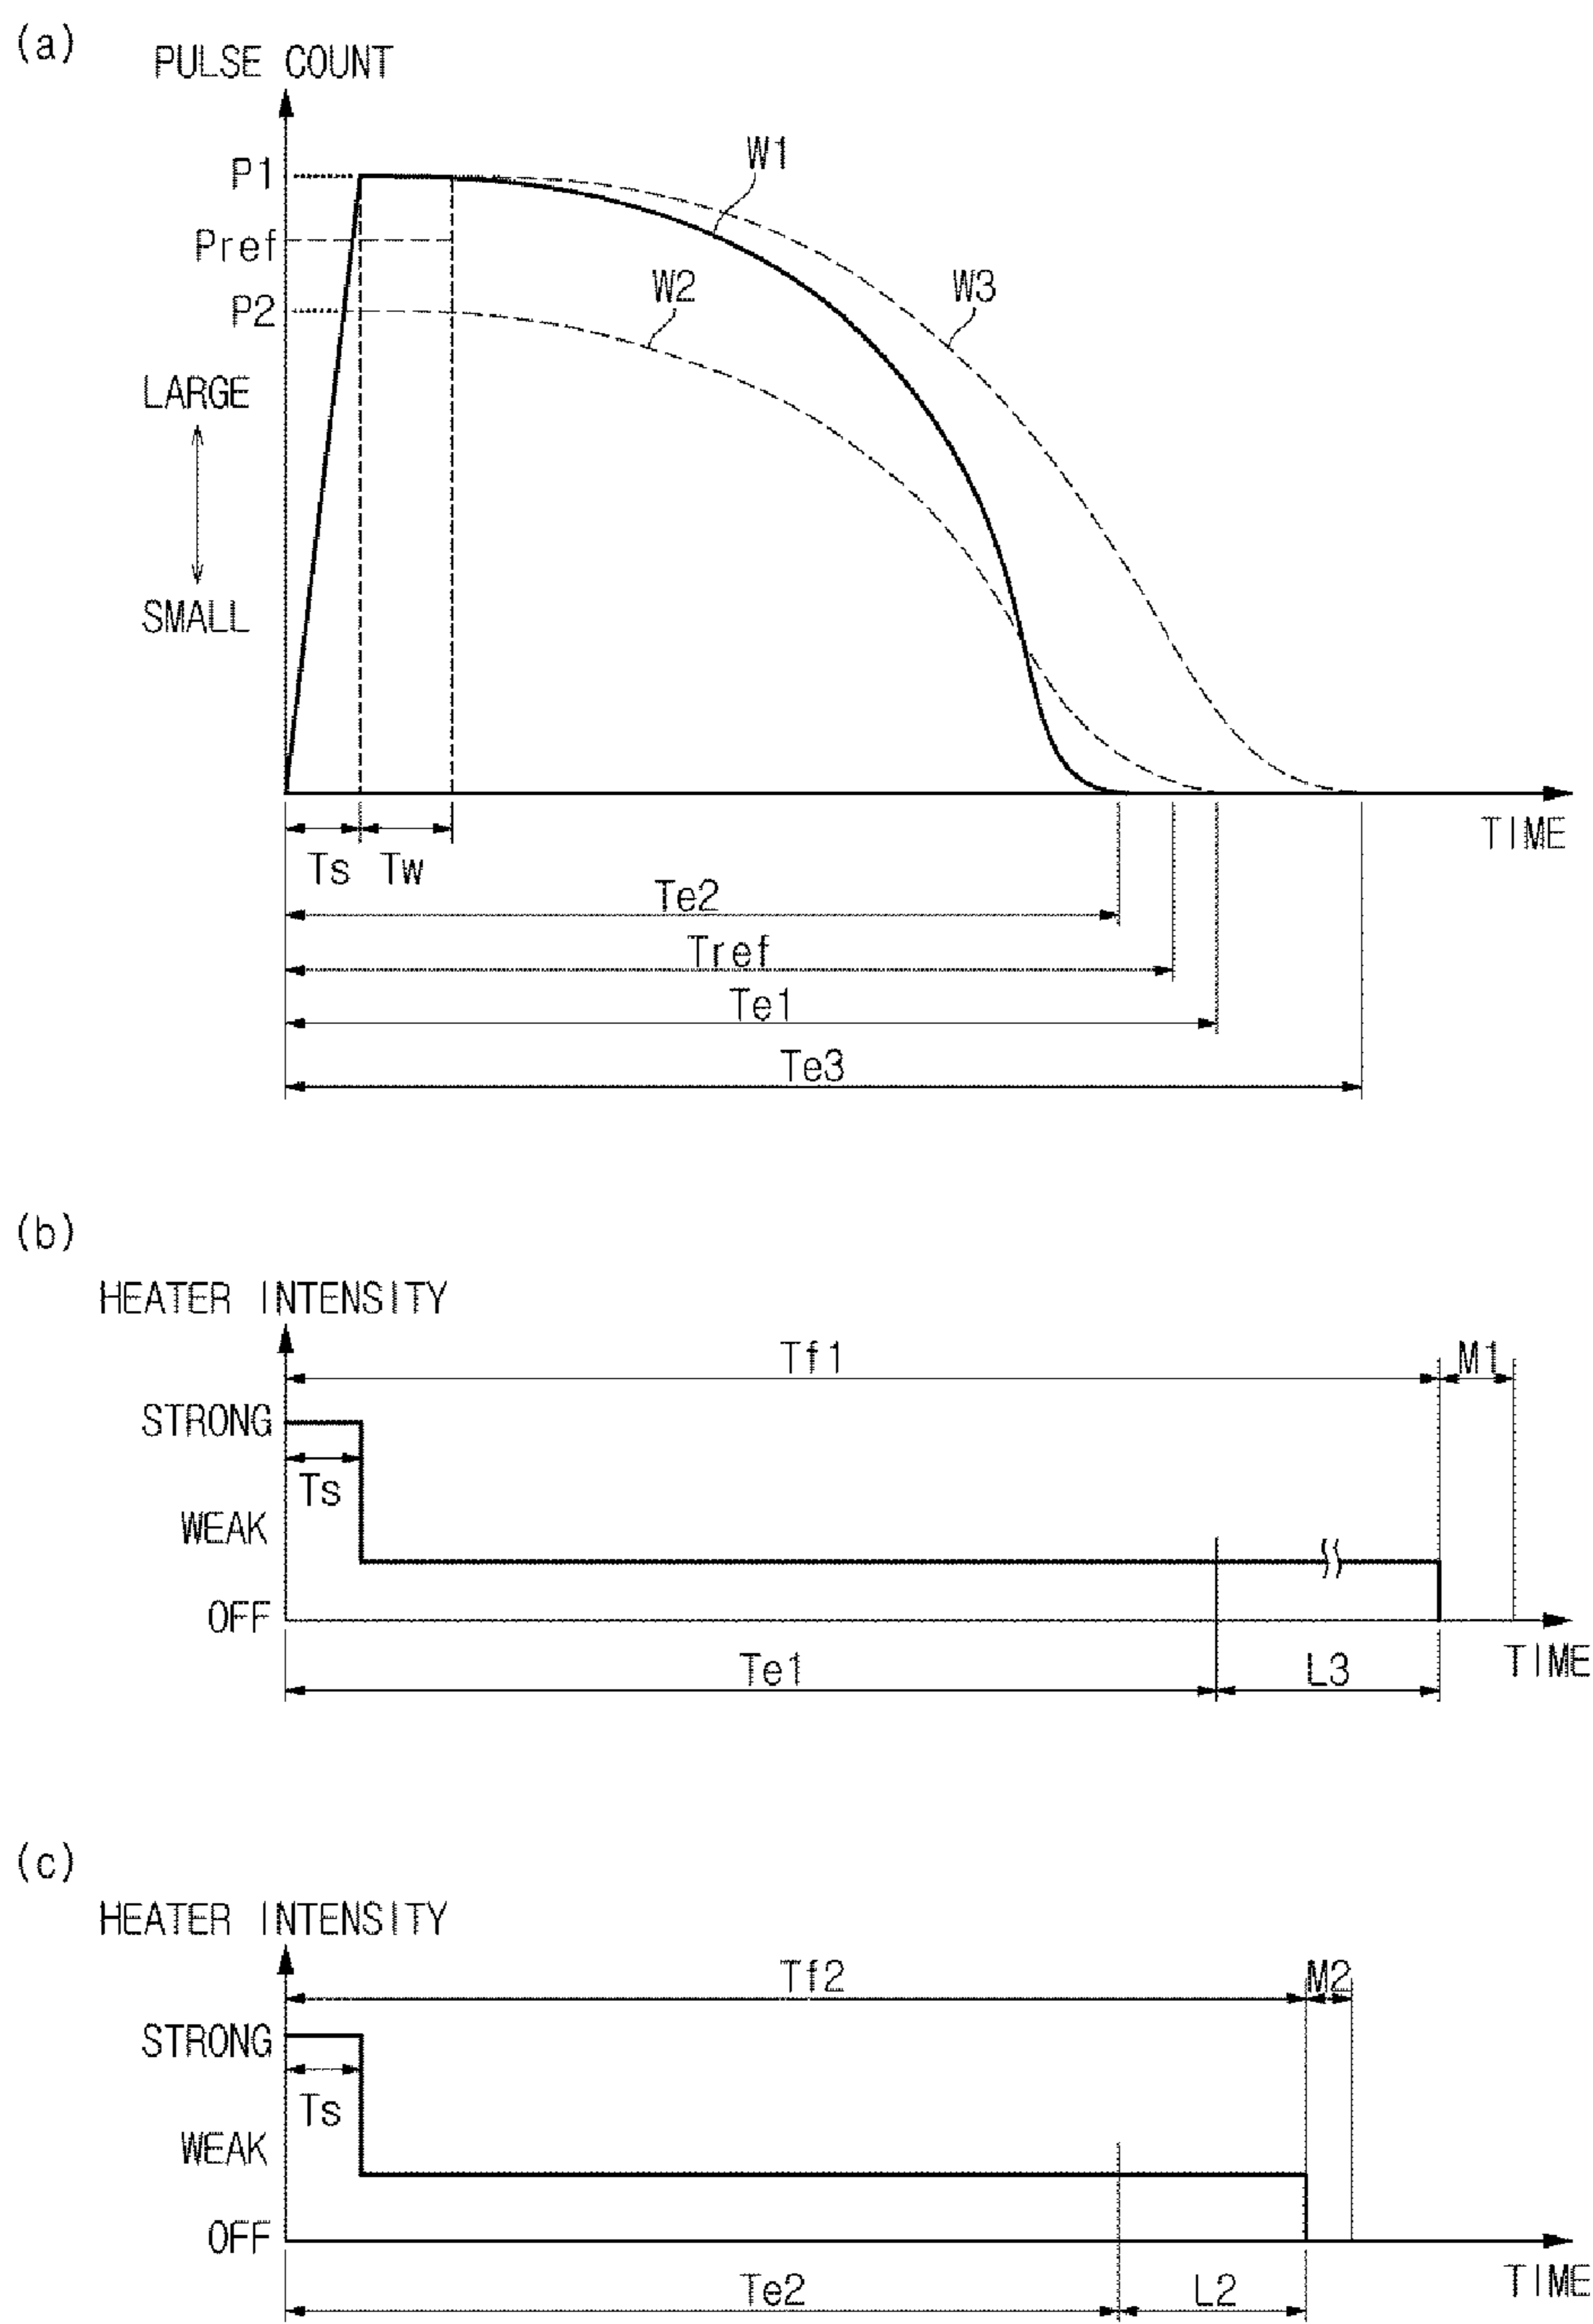 (a)
PULSE COUNT
P1
W1
Pref
W2
W3
P2
LARGE
SMALL
TIME
Ts
Tw
Te2
Tref
Te1
Te3
(b)
HEATER INTENSITY
Tf1
M1
STRONG
Ts
WEAK
OFF
TIME
Te1
L3
(c)
HEATER INTENSITY
Tf2
M2
STRONG
Ts
WEAK
OFF
TIME
Te2
L2